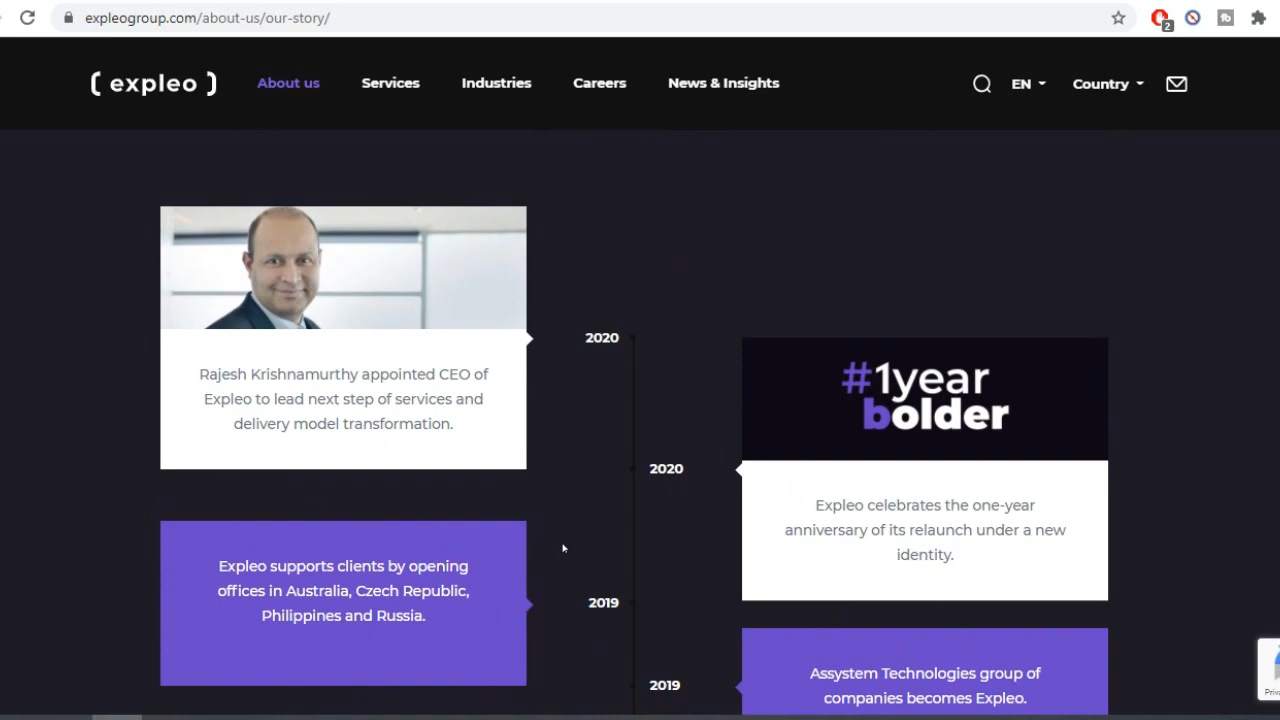 expleogroup.com/about-us/our-story/
2
( expleo )
About us
Services
Industries
Careers
News & Insights
EN
Country
2020
Rajesh Krishnamurthy appointed CEO of
Expleo to lead next step of services and
delivery model transformation.
#1year
bolder
2020
Expleo celebrates the one-year
anniversary of its relaunch under a new
identity.
Expleo supports clients by opening
offices in Australia, Czech Republic,
Philippines and Russia.
2019
2019
Assystem Technologies group of
companies becomes Expleo.